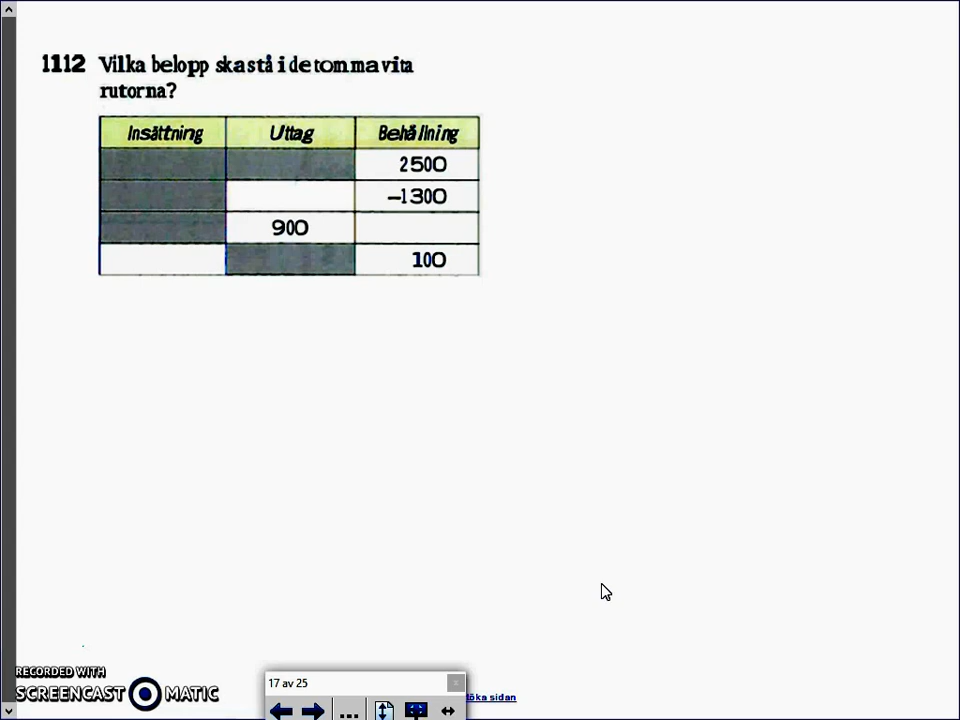 1112 Vilka belopp ska stå i de tomma vita
rutorna?
Insättning Uttag Behållning
2500
-1300
900
100
RECORDED WITH
SCREENCAST MATIC
17 av 25
sidan